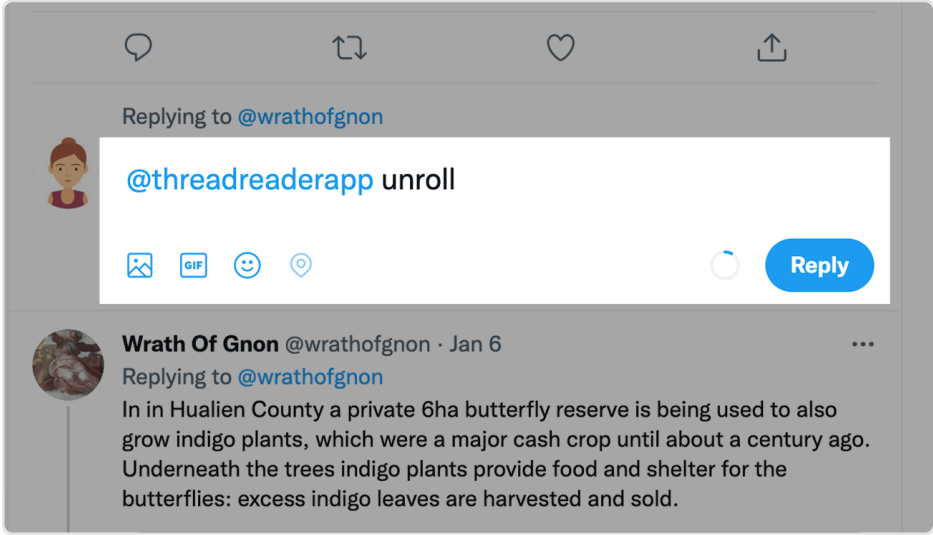 Replying to @wrathofgnon
@threadreaderapp unroll
GIF
Reply
Wrath Of Gnon @wrathofgnon · Jan 6
Replying to @wrathofgnon
In in Hualien County a private 6ha butterfly reserve is being used to also
grow indigo plants, which were a major cash crop until about a century ago.
Underneath the trees indigo plants provide food and shelter for the
butterflies: excess indigo leaves are harvested and sold.